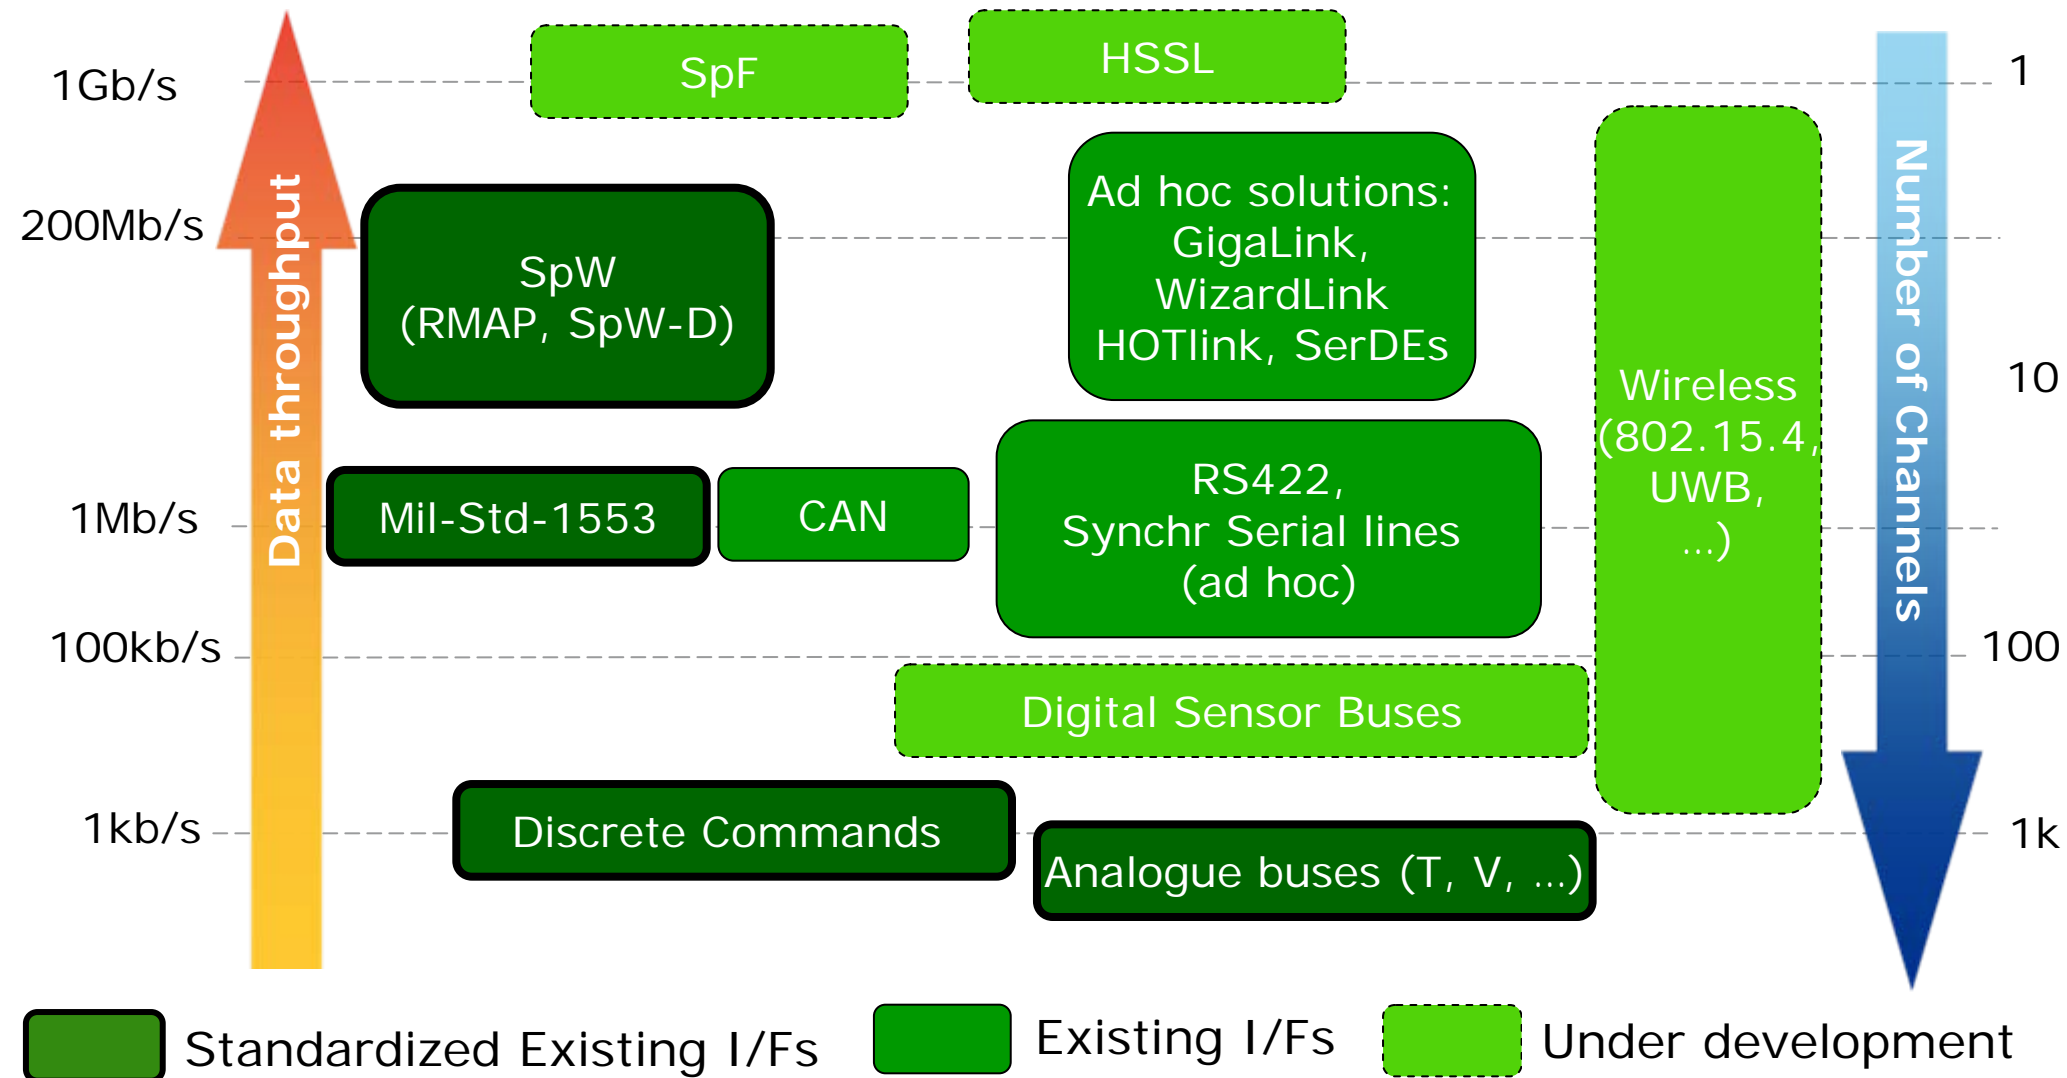 SpF
HSSL
1Gb/s
1
Data throughput
Number of Channels
200Mb/s
SpW
(RMAP, SpW-D)
Ad hoc solutions:
GigaLink,
WizardLink
HOTlink, SerDEs
10
Wireless
(802.15.4,
UWB,
...)
1Mb/s
Mil-Std-1553
CAN
RS422,
Synchr Serial lines
(ad hoc)
100kb/s
100
Digital Sensor Buses
1kb/s
Discrete Commands
1k
Analogue buses (T, V, ...)
Standardized Existing I/Fs
Existing I/Fs
Under development